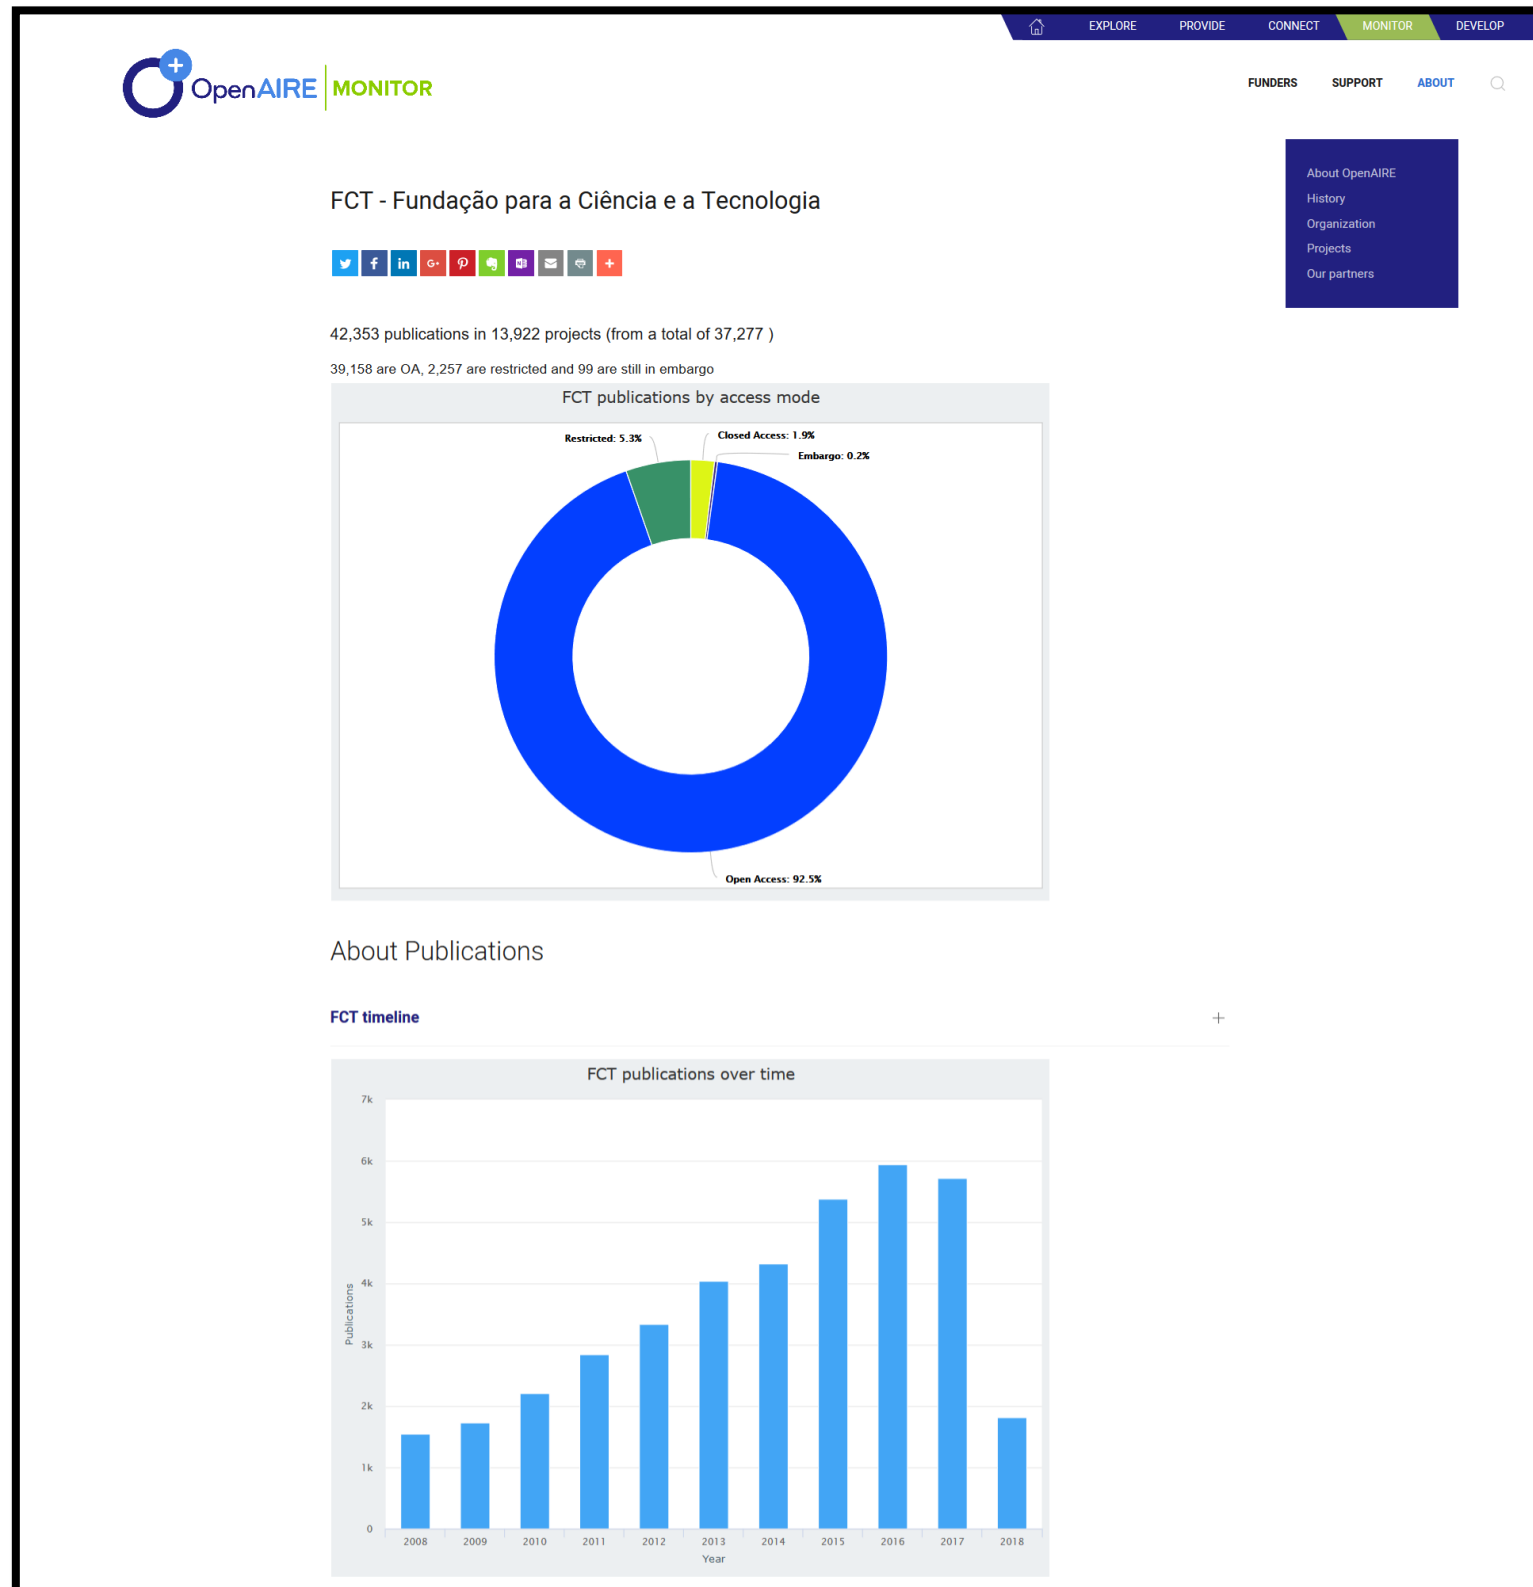 EXPLORE PROVIDE CONNECT MONITOR DEVELOP
OpenAIRE MONITOR
FUNDERS SUPPORT ABOUT
About OpenAIRE
History
Organization
Projects
Our partners
FCT - Fundação para a Ciência e a Tecnologia
42,353 publications in 13,922 projects (from a total of 37,277 )
39,158 are OA, 2,257 are restricted and 99 are still in embargo
FCT publications by access mode
Restricted: 5.3%
Closed Access: 1.9%
Embargo: 0.2%
Open Access: 92.5%
About Publications
FCT timeline
FCT publications over time
7k
6k
5k
4k
3k
2k
1k
0
Publications
2008 2009 2010 2011 2012 2013 2014 2015 2016 2017 2018
Year